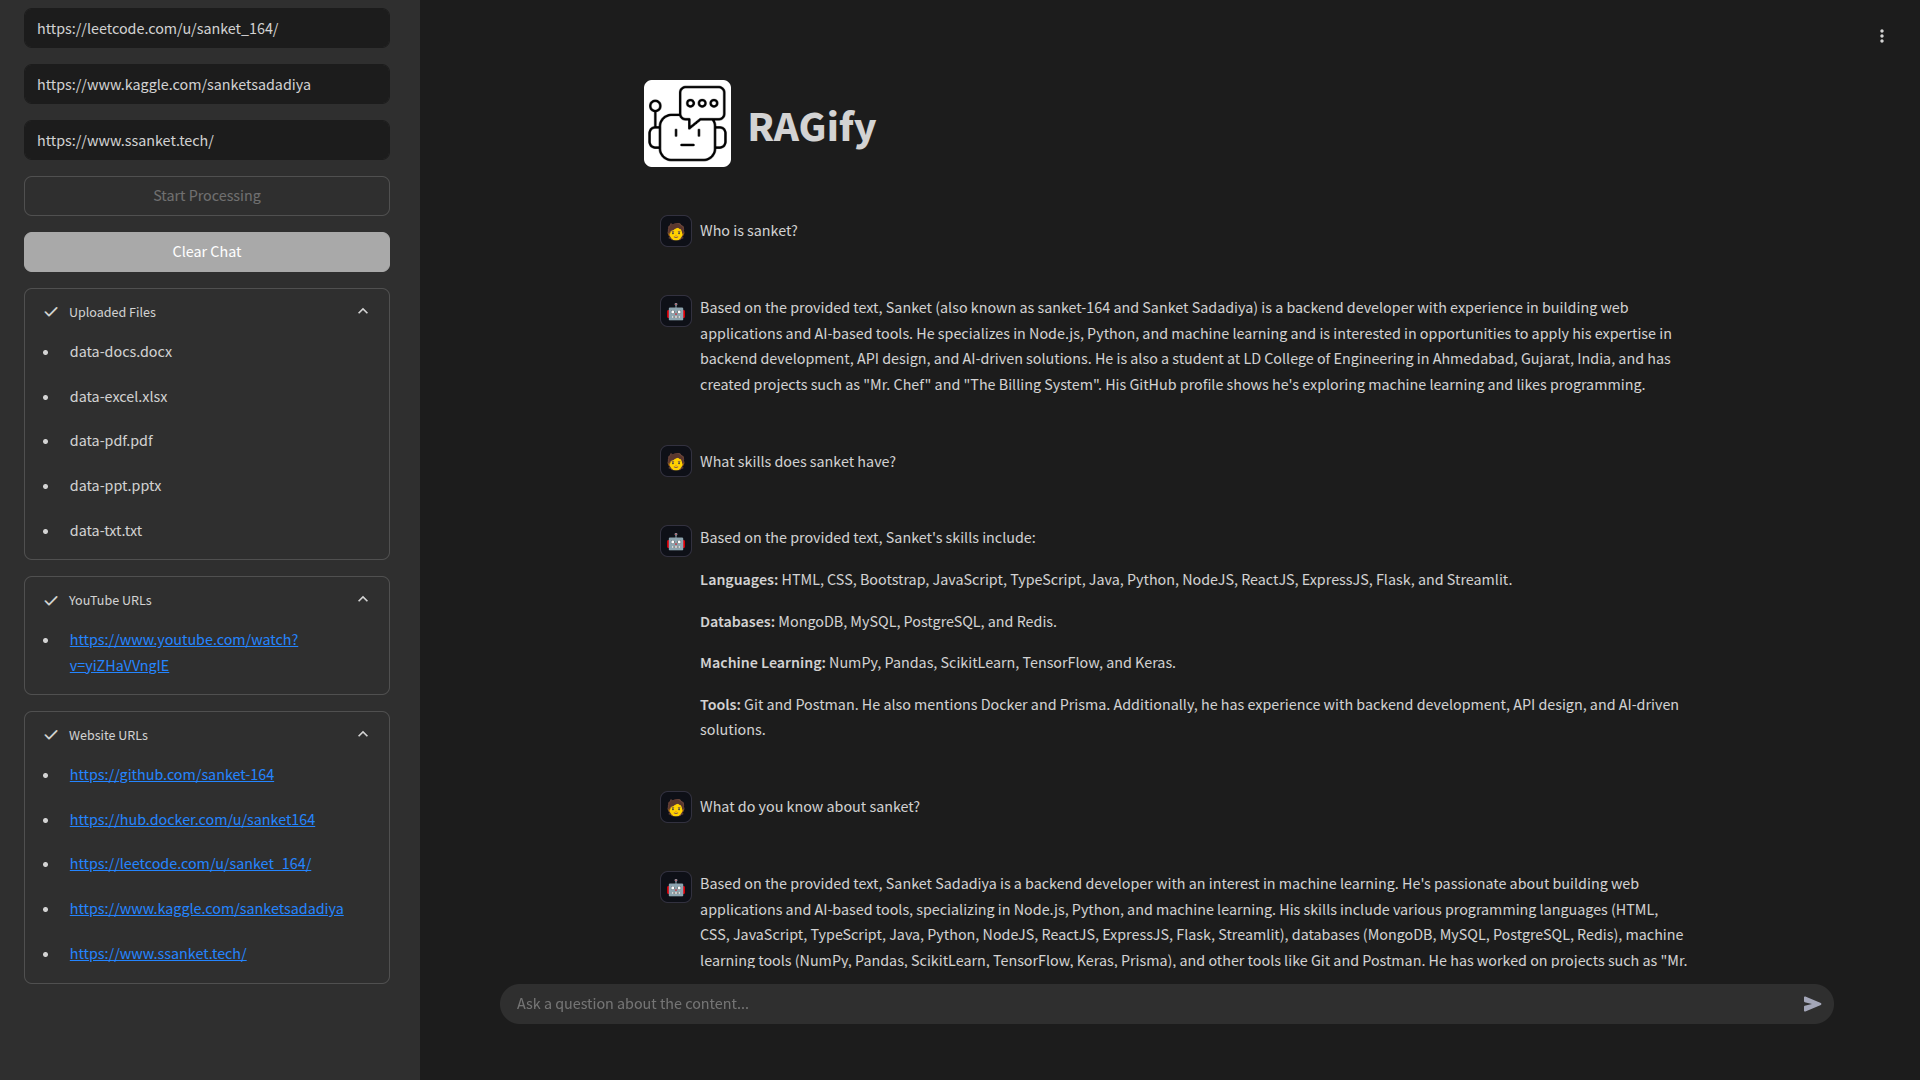 https://leetcode.com/u/sanket_164/
https://www.kaggle.com/sanketsadadiya
https://www.ssanket.tech/
Start Processing
Clear Chat
Uploaded Files
data-docs.docx
data-excel.xlsx
data-pdf.pdf
data-ppt.pptx
data-txt.txt
YouTube URLs
https://www.youtube.com/watch?
v=yiZHaVVnglE
Website URLs
https://github.com/sanket-164
https://hub.docker.com/u/sanket164
https://leetcode.com/u/sanket_164/
https://www.kaggle.com/sanketsadadiya
https://www.ssanket.tech/
RAGify
Who is sanket?
Based on the provided text, Sanket (also known as sanket-164 and Sanket Sadadiya) is a backend developer with experience in building web
applications and AI-based tools. He specializes in Node.js, Python, and machine learning and is interested in opportunities to apply his expertise in
backend development, API design, and AI-driven solutions. He is also a student at LD College of Engineering in Ahmedabad, Gujarat, India, and has
created projects such as "Mr. Chef" and "The Billing System". His GitHub profile shows he's exploring machine learning and likes programming.
What skills does sanket have?
Based on the provided text, Sanket's skills include:
Languages: HTML, CSS, Bootstrap, JavaScript, TypeScript, Java, Python, NodeJS, ReactJS, ExpressJS, Flask, and Streamlit.
Databases: MongoDB, MySQL, PostgreSQL, and Redis.
Machine Learning: NumPy, Pandas, ScikitLearn, TensorFlow, and Keras.
Tools: Git and Postman. He also mentions Docker and Prisma. Additionally, he has experience with backend development, API design, and AI-driven
solutions.
What do you know about sanket?
Based on the provided text, Sanket Sadadiya is a backend developer with an interest in machine learning. He's passionate about building web
applications and AI-based tools, specializing in Node.js, Python, and machine learning. His skills include various programming languages (HTML,
CSS, JavaScript, TypeScript, Java, Python, NodeJS, ReactJS, ExpressJS, Flask, Streamlit), databases (MongoDB, MySQL, PostgreSQL, Redis), machine
learning tools (NumPy, Pandas, ScikitLearn, TensorFlow, Keras, Prisma), and other tools like Git and Postman. He has worked on projects such as "Mr.
Ask a question about the content...